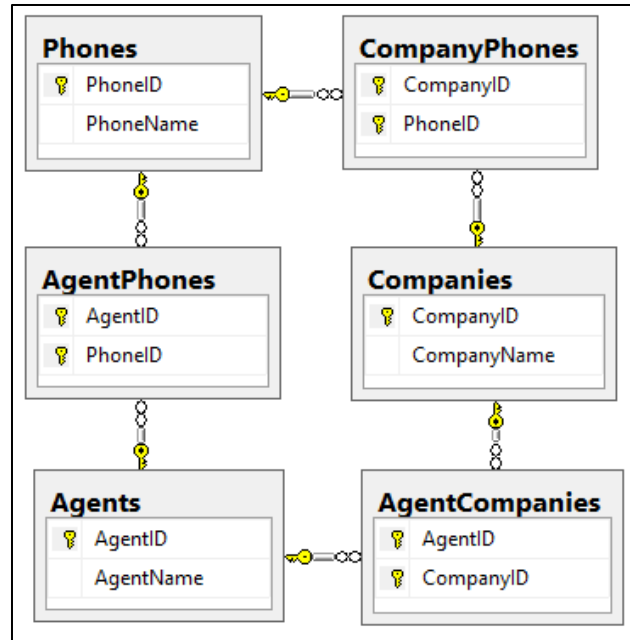 Phones
PhoneID
PhoneName
CompanyPhones
CompanyID
PhoneID
AgentPhones
AgentID
PhoneID
Companies
CompanyID
CompanyName
Agents
AgentID
AgentName
AgentCompanies
AgentID
CompanyID